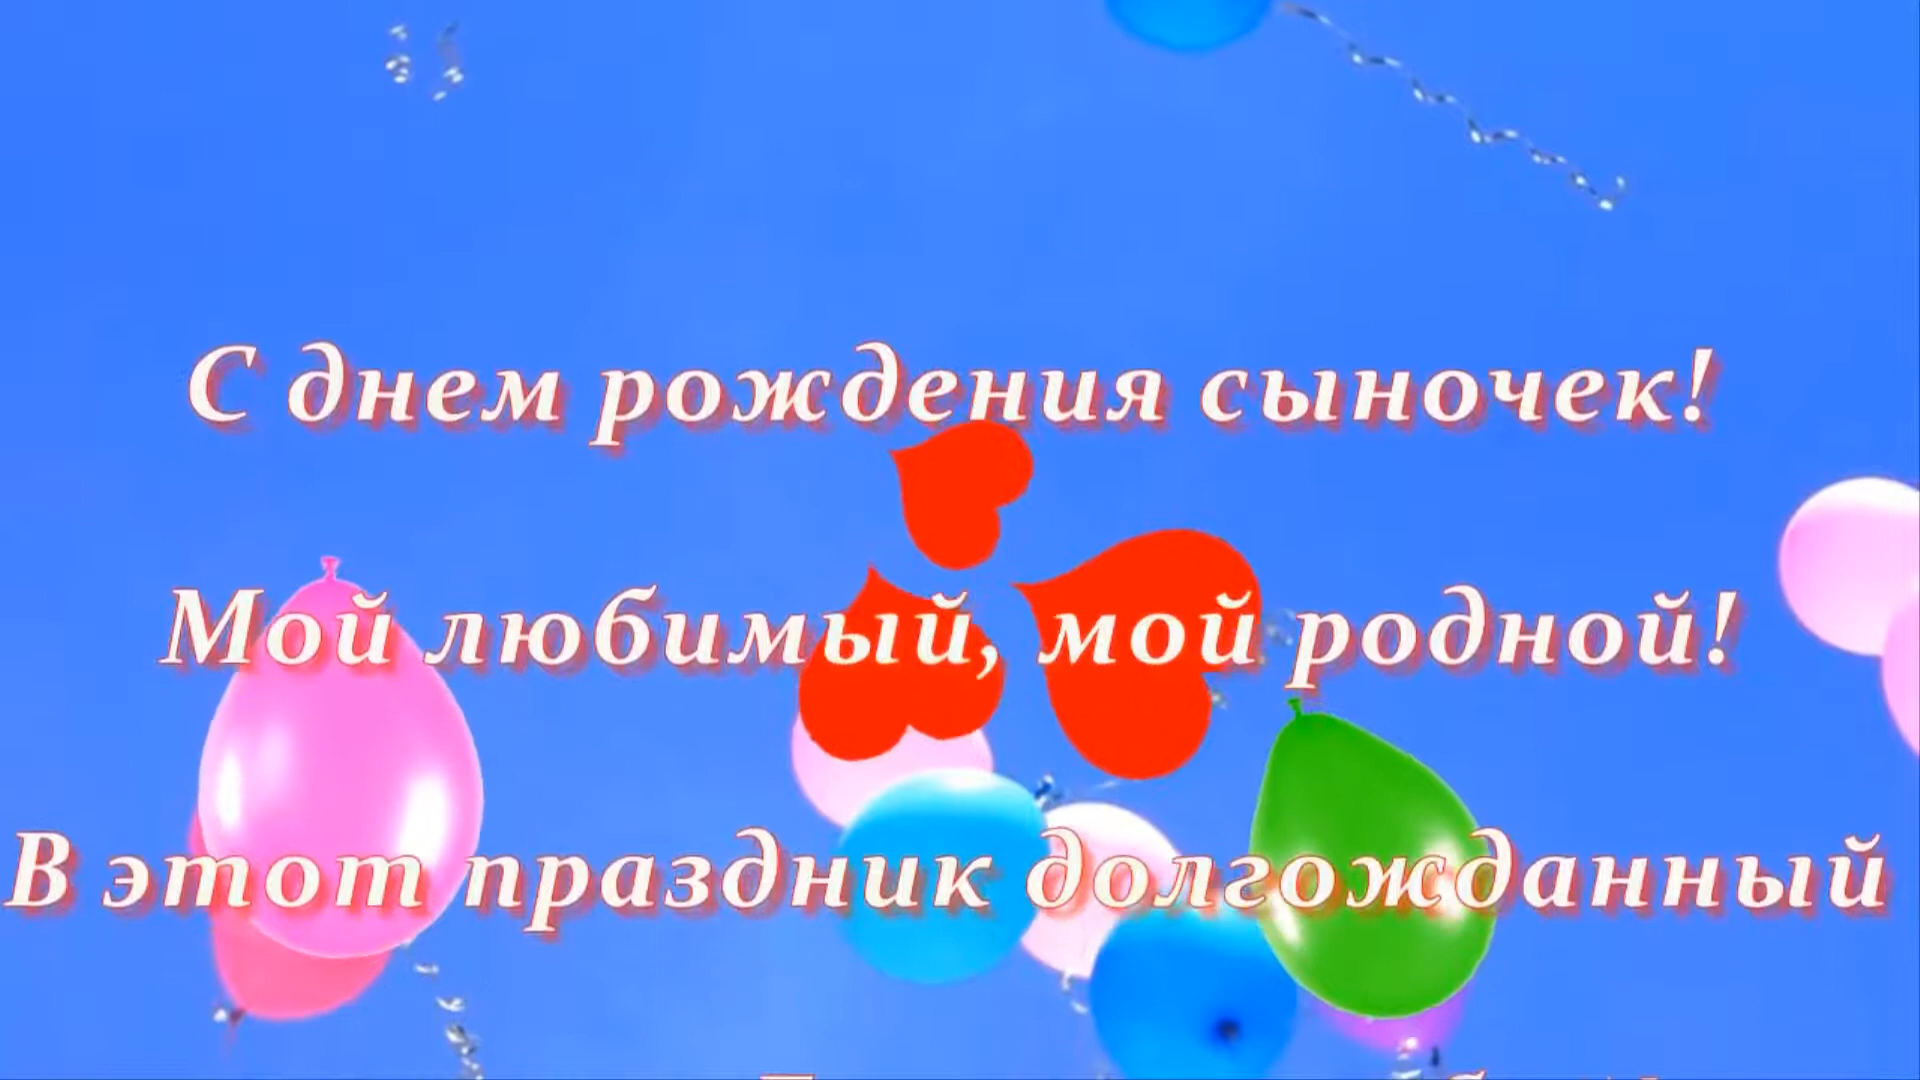 С днем рождения сыночек!
Мой любимый, мой родной!
В этот праздник долгожданный